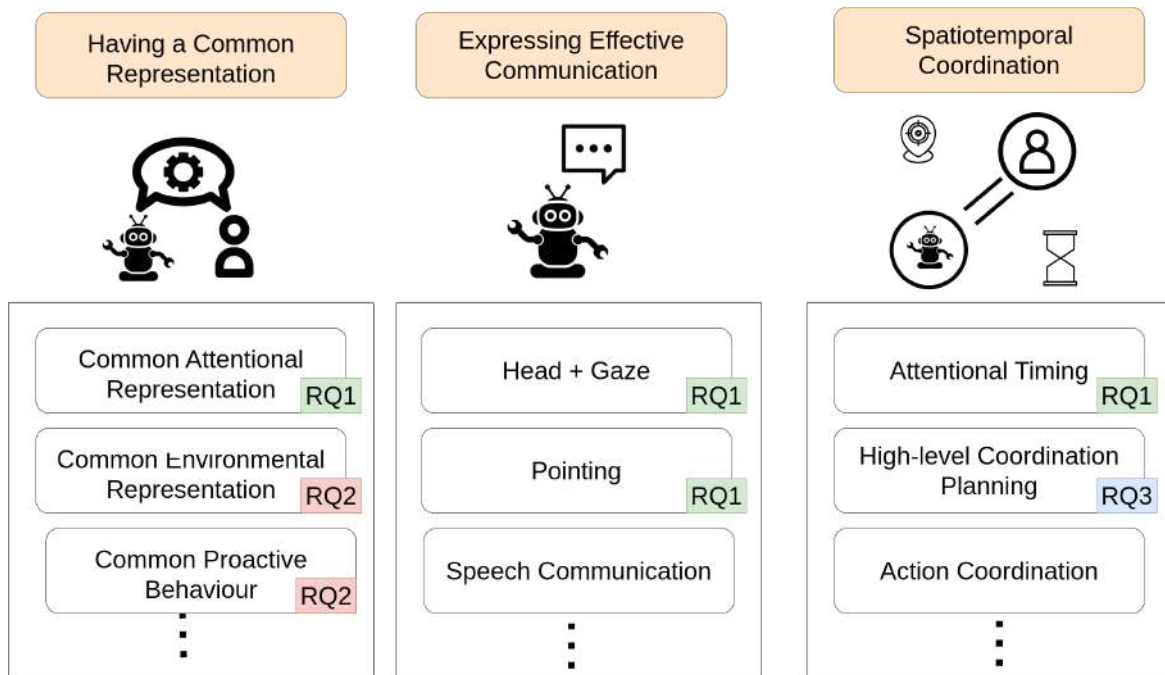 Having a Common
Representation
Expressing Effective
Communication
Spatiotemporal
Coordination
Common Attentional
Representation
RQ1
Common Environmental
Representation
RQ2
Common Proactive
Behaviour
RQ2
Head + Gaze
RQ1
Pointing
RQ1
Speech Communication
Attentional Timing
RQ1
High-level Coordination
Planning
RQ3
Action Coordination